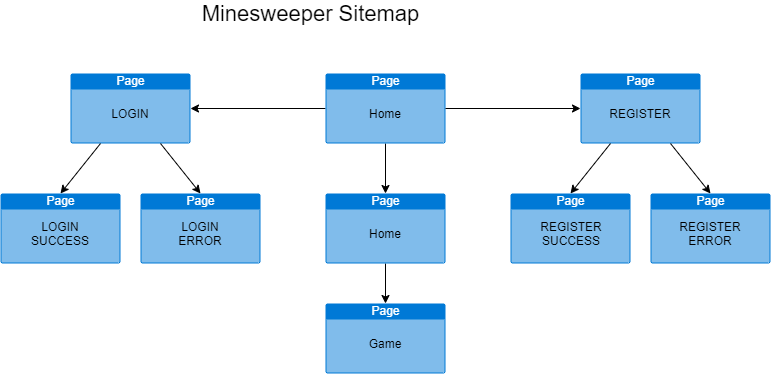 Minesweeper Sitemap
Page
LOGIN
Page
Home
Page
REGISTER
Page
LOGIN
SUCCESS
Page
LOGIN
ERROR
Page
Home
Page
REGISTER
SUCCESS
Page
REGISTER
ERROR
Page
Game